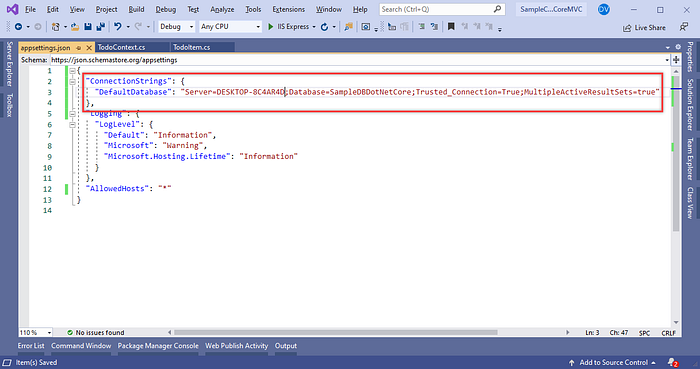 File Edit View Project Build Debug Test Analyze Tools Extensions Window Help Search (Ctrl+Q) SampleC...CoreMVC DV
Debug Any CPU IIS Express Live Share
appsettings.json TodoContext.cs TodoItem.cs
Schema: https://json.schemastore.org/appsettings
Server Explorer
Toolbox
1 {
2 "ConnectionStrings": {
3 "DefaultDatabase": "Server=DESKTOP-8C4AR4D;Database=SampleDBDotNetCore;Trusted_Connection=True;MultipleActiveResultSets=true"
4 },
5 "Logging": {
6 "LogLevel": {
7 "Default": "Information",
8 "Microsoft": "Warning",
9 "Microsoft.Hosting.Lifetime": "Information"
10 }
11 },
12 "AllowedHosts": "*"
13 }
14
Properties
Solution Explorer
Team Explorer
Class View
110 % No issues found Ln: 3 Ch: 47 SPC CRLF
Error List Command Window Package Manager Console Web Publish Activity Output
Item(s) Saved Add to Source Control 2